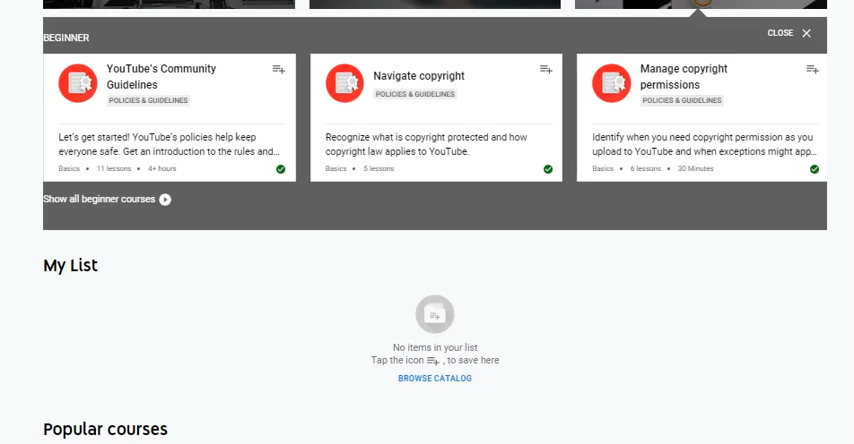 CLOSE
BEGINNER
YouTube's Community
Guidelines
POLICIES & GUIDELINES
Let's get started! YouTube's policies help keep
everyone safe. Get an introduction to the rules and...
Basics • 11 lessons • 4+ hours
Navigate copyright
POLICIES & GUIDELINES
Recognize what is copyright protected and how
copyright law applies to YouTube.
Basics • 5 lessons
Manage copyright
permissions
POLICIES & GUIDELINES
Identify when you need copyright permission as you
upload to YouTube and when exceptions might app...
Basics • 6 lessons • 30 Minutes
Show all beginner courses
My List
No items in your list
Tap the icon , to save here
BROWSE CATALOG
Popular courses